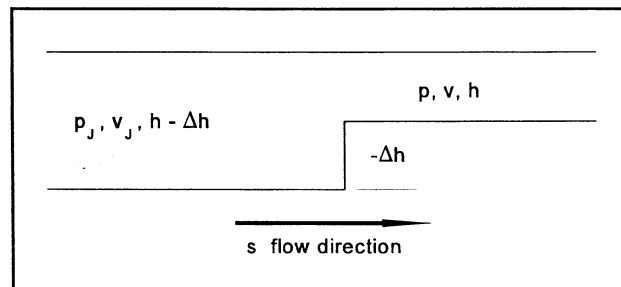 p, v, h
p_J, v_J, h - Δh
-Δh
s flow direction